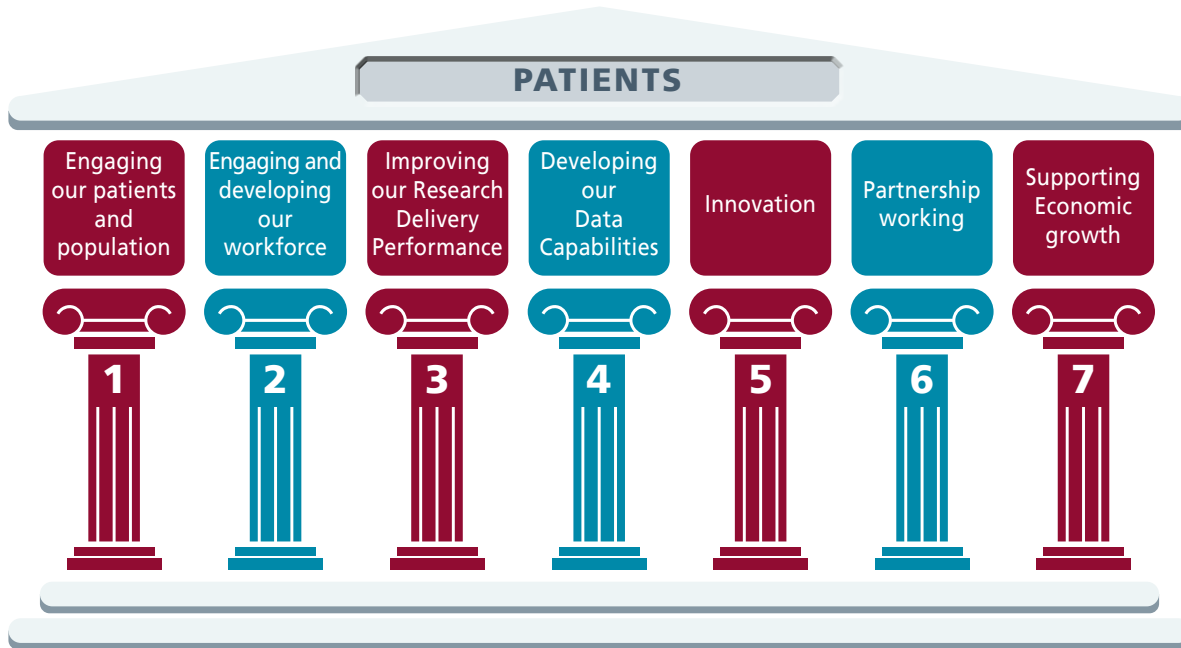 PATIENTS
Engaging
our patients
and
population
Engaging and
developing
our
workforce
Improving
our Research
Delivery
Performance
Developing
our
Data
Capabilities
Innovation
Partnership
working
Supporting
Economic
growth
1
2
3
4
5
6
7